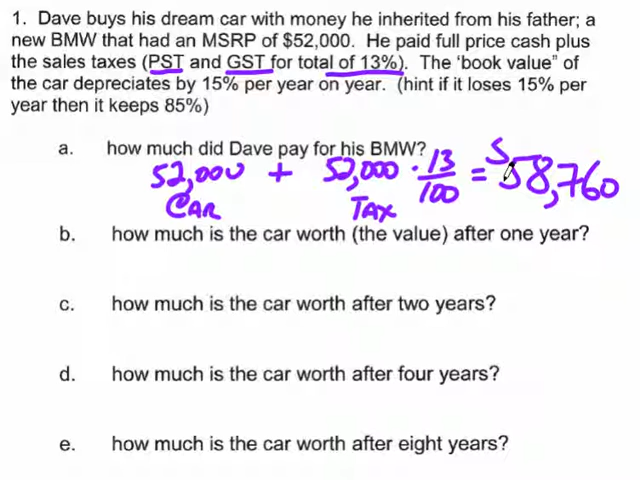 1. Dave buys his dream car with money he inherited from his father; a
new BMW that had an MSRP of $52,000. He paid full price cash plus
the sales taxes (PST and GST for total of 13%). The 'book value" of
the car depreciates by 15% per year on year. (hint if it loses 15% per
year then it keeps 85%)
a. how much did Dave pay for his BMW?
52,000 + 52,000 · 13/100 = $58,760
CAR TAX
b. how much is the car worth (the value) after one year?
c. how much is the car worth after two years?
d. how much is the car worth after four years?
e. how much is the car worth after eight years?